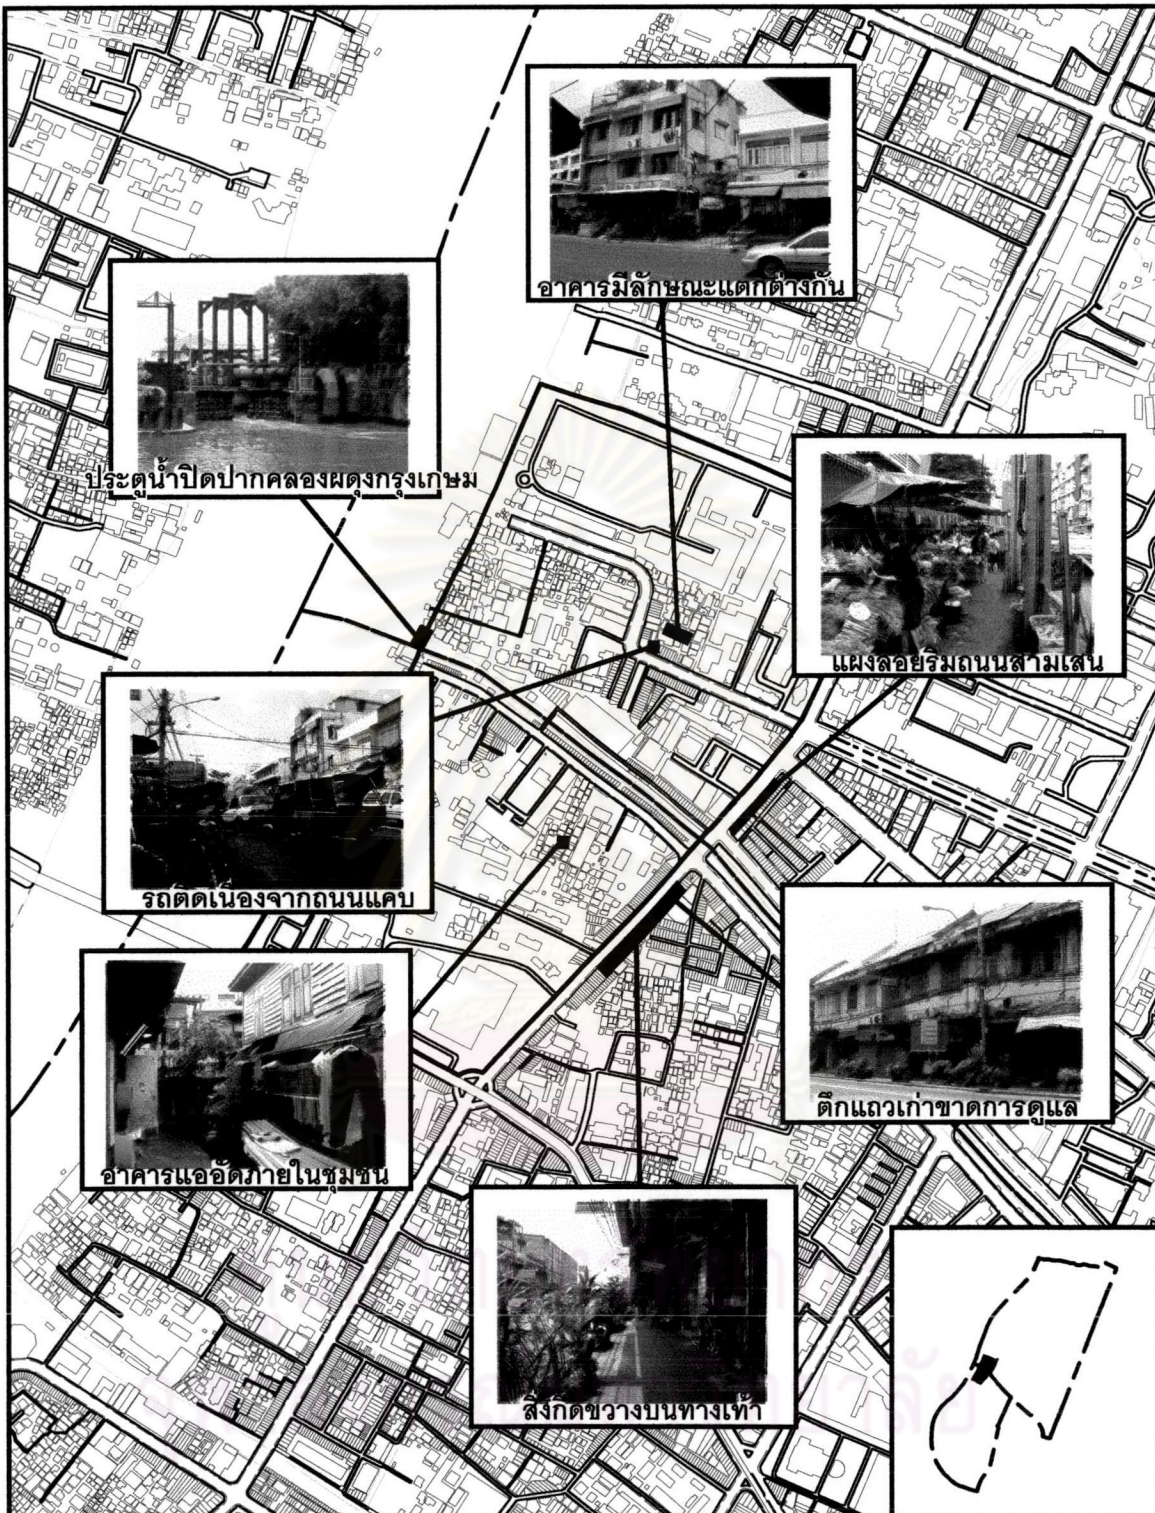 อาคารมีลักษณะแตกต่างกัน
ประตูน้ำปิดปากคลองผดุงกรุงเกษม
แผงลอยริมถนนสามเสน
รถติดเนื่องจากถนนแคบ
ตึกแถวเก่าขาดการดูแล
อาคารแออัดภายในชุมชน
สิ่งกีดขวางบนทางเท้า